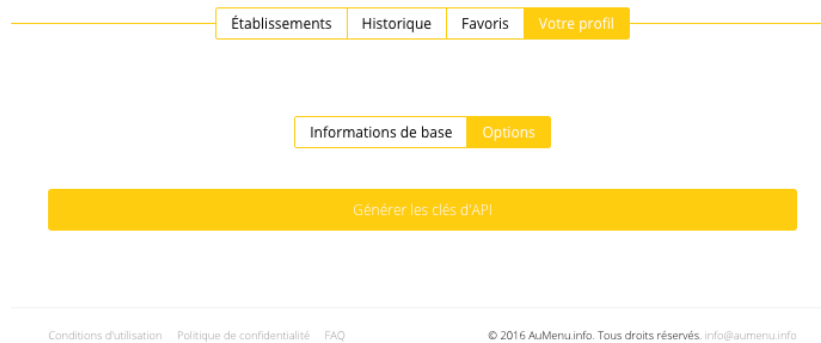 Établissements Historique Favoris Votre profil
Informations de base Options
Générer les clés d'API
Conditions d'utilisation Politique de confidentialité FAQ © 2016 AuMenu.info. Tous droits réservés. info@aumenu.info